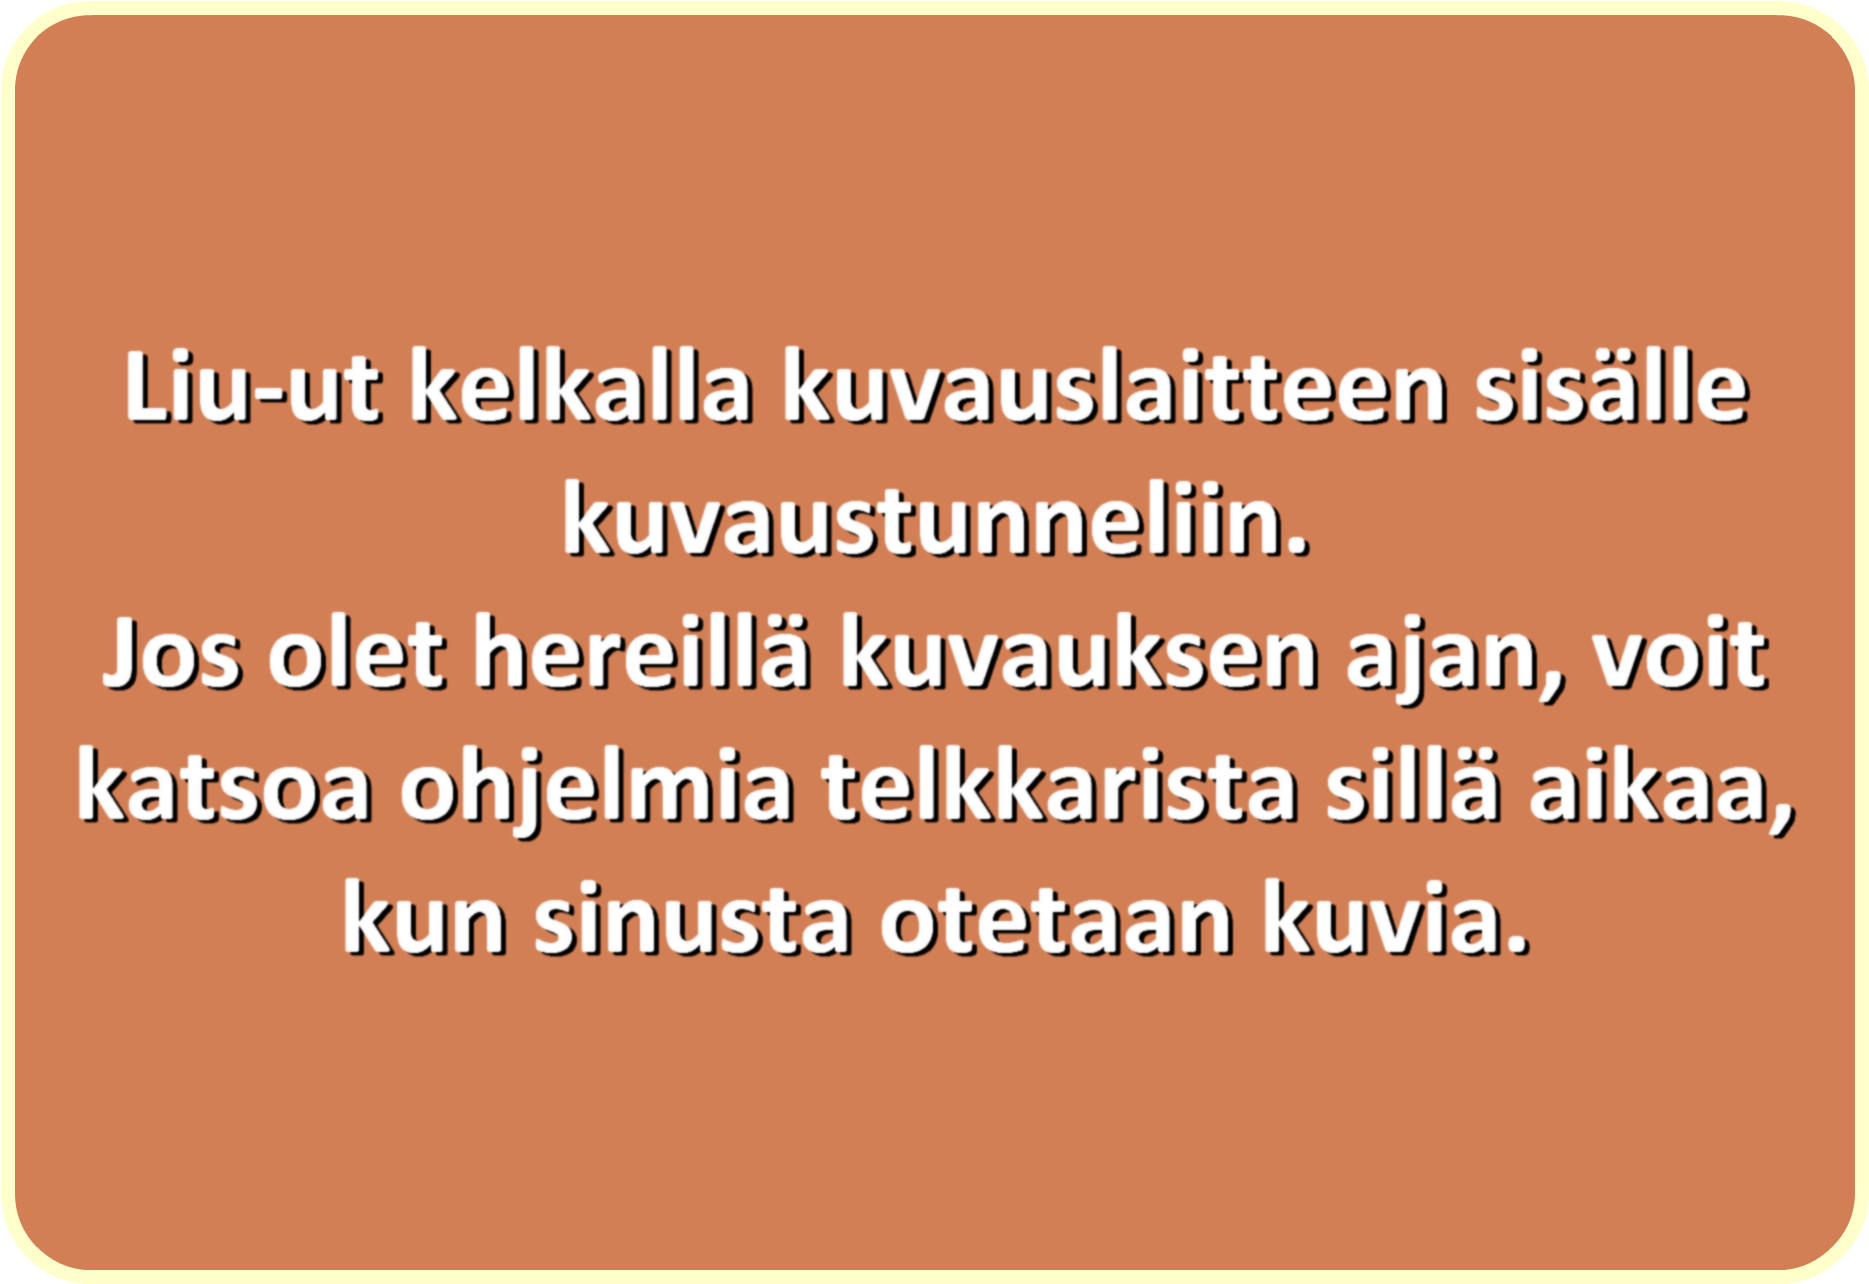 Liu-ut kelkalla kuvauslaitteen sisälle
kuvaustunneliin.
Jos olet hereillä kuvauksen ajan, voit
katsoa ohjelmia telkkarista sillä aikaa,
kun sinusta otetaan kuvia.